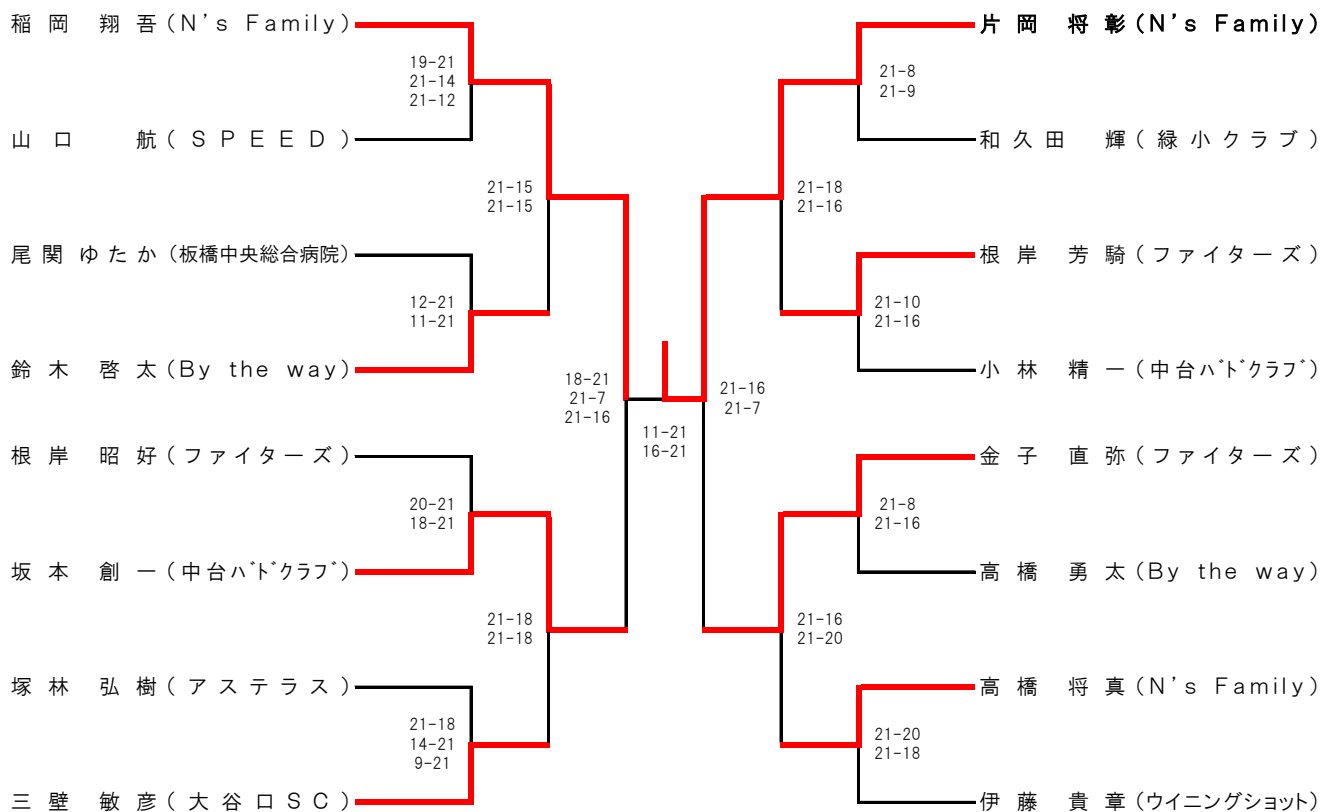 稲岡 翔吾(N's Family)
19-21
21-14
21-12
山口 航(SPEED)
21-15
21-15
尾関ゆたか(板橋中央総合病院)
12-21
11-21
鈴木 啓太(By the way)
18-21
21-7
21-16
根岸 昭好(ファイターズ)
20-21
18-21
坂本 創一(中台ﾊﾞﾄﾞｸﾗﾌﾞ)
21-18
21-18
塚林 弘樹(アステラス)
21-18
14-21
9-21
三壁 敏彦(大谷口SC)
11-21
16-21
片岡 将彰(N's Family)
21-8
21-9
和久田 輝(緑小クラブ)
21-18
21-16
根岸 芳騎(ファイターズ)
21-10
21-16
小林 精一(中台ﾊﾞﾄﾞｸﾗﾌﾞ)
21-16
21-7
金子 直弥(ファイターズ)
21-8
21-16
高橋 勇太(By the way)
21-16
21-20
高橋 将真(N's Family)
21-20
21-18
伊藤 貴章(ウイニングショット)